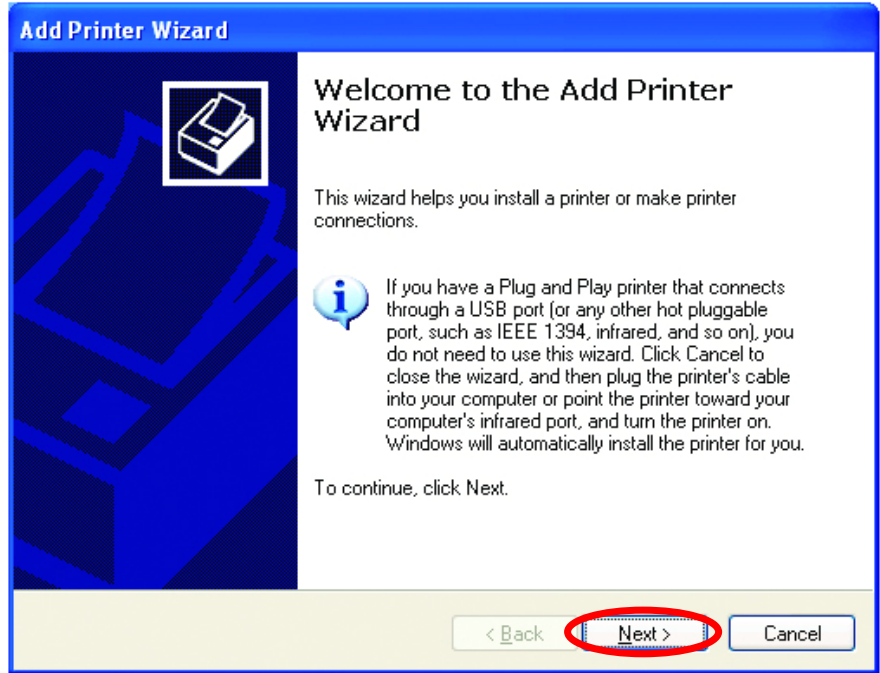 Add Printer Wizard
Welcome to the Add Printer
Wizard
This wizard helps you install a printer or make printer
connections.
If you have a Plug and Play printer that connects
through a USB port (or any other hot pluggable
port, such as IEEE 1394, infrared, and so on), you
do not need to use this wizard. Click Cancel to
close the wizard, and then plug the printer's cable
into your computer or point the printer toward your
computer's infrared port, and turn the printer on.
Windows will automatically install the printer for you.
To continue, click Next.
< Back Next > Cancel